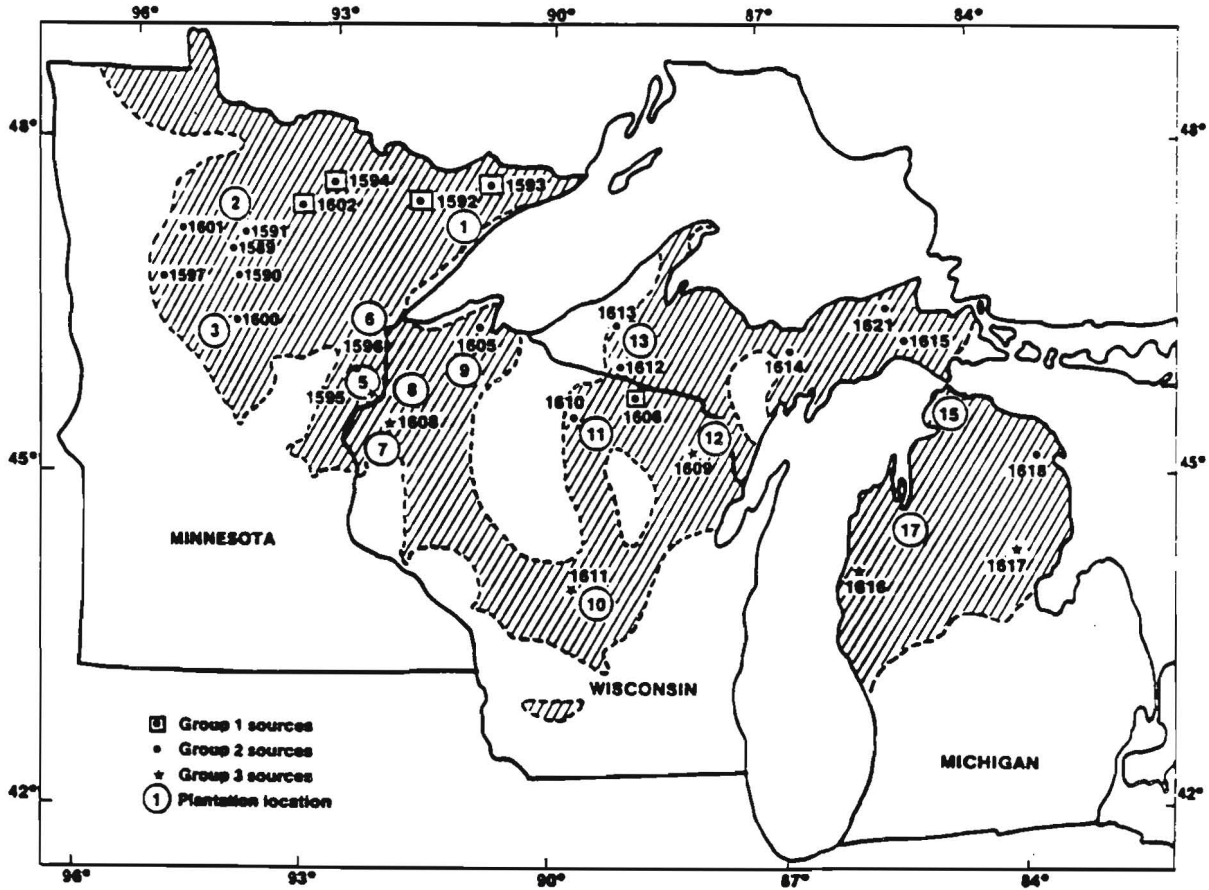 96° 93° 90° 87° 84°
48° 48°
1594
1593
2 1602 1592
1601 1591 1
1589
1597 1590
1600 6 1613 1621
3 1596 1605 13 1615
1612 1614
1595 5 8 9
1610 1606 15
1608 11 12
7 1609 1618
45° 45°
MINNESOTA 17
1617
1611 1616
10
WISCONSIN
Group 1 sources
Group 2 sources MICHIGAN
Group 3 sources
42° 1 Plantation location 42°
96° 93° 90° 87° 84°